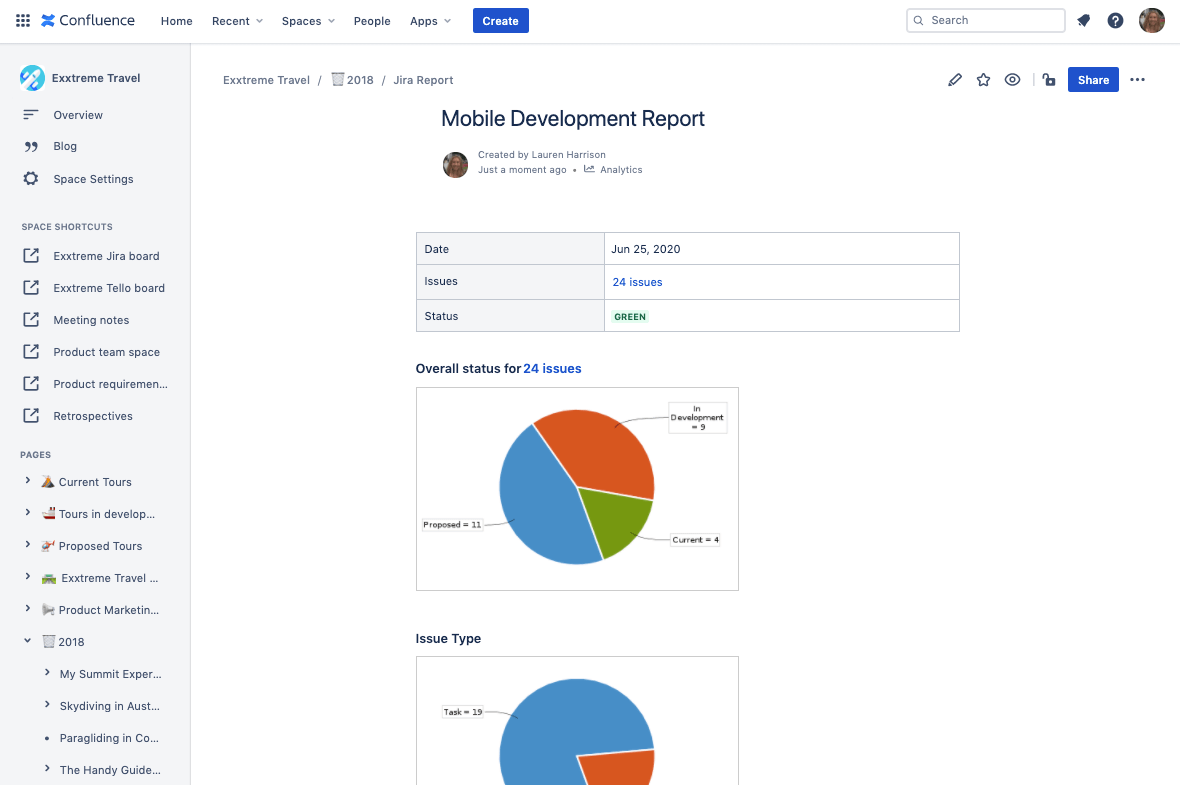 Confluence Home Recent Spaces People Apps Create Search
Exxtreme Travel
Overview
Blog
Space Settings
SPACE SHORTCUTS
Exxtreme Jira board
Exxtreme Tello board
Meeting notes
Product team space
Product requiremen...
Retrospectives
PAGES
Current Tours
Tours in develop...
Proposed Tours
Exxtreme Travel ...
Product Marketin...
2018
My Summit Exper...
Skydiving in Aust...
Paragliding in Co...
The Handy Guide...
Exxtreme Travel / 2018 / Jira Report
Share
Mobile Development Report
Created by Lauren Harrison
Just a moment ago • Analytics
Date Jun 25, 2020
Issues 24 issues
Status GREEN
Overall status for 24 issues
In
Development
= 9
Proposed = 11
Current = 4
Issue Type
Task = 19